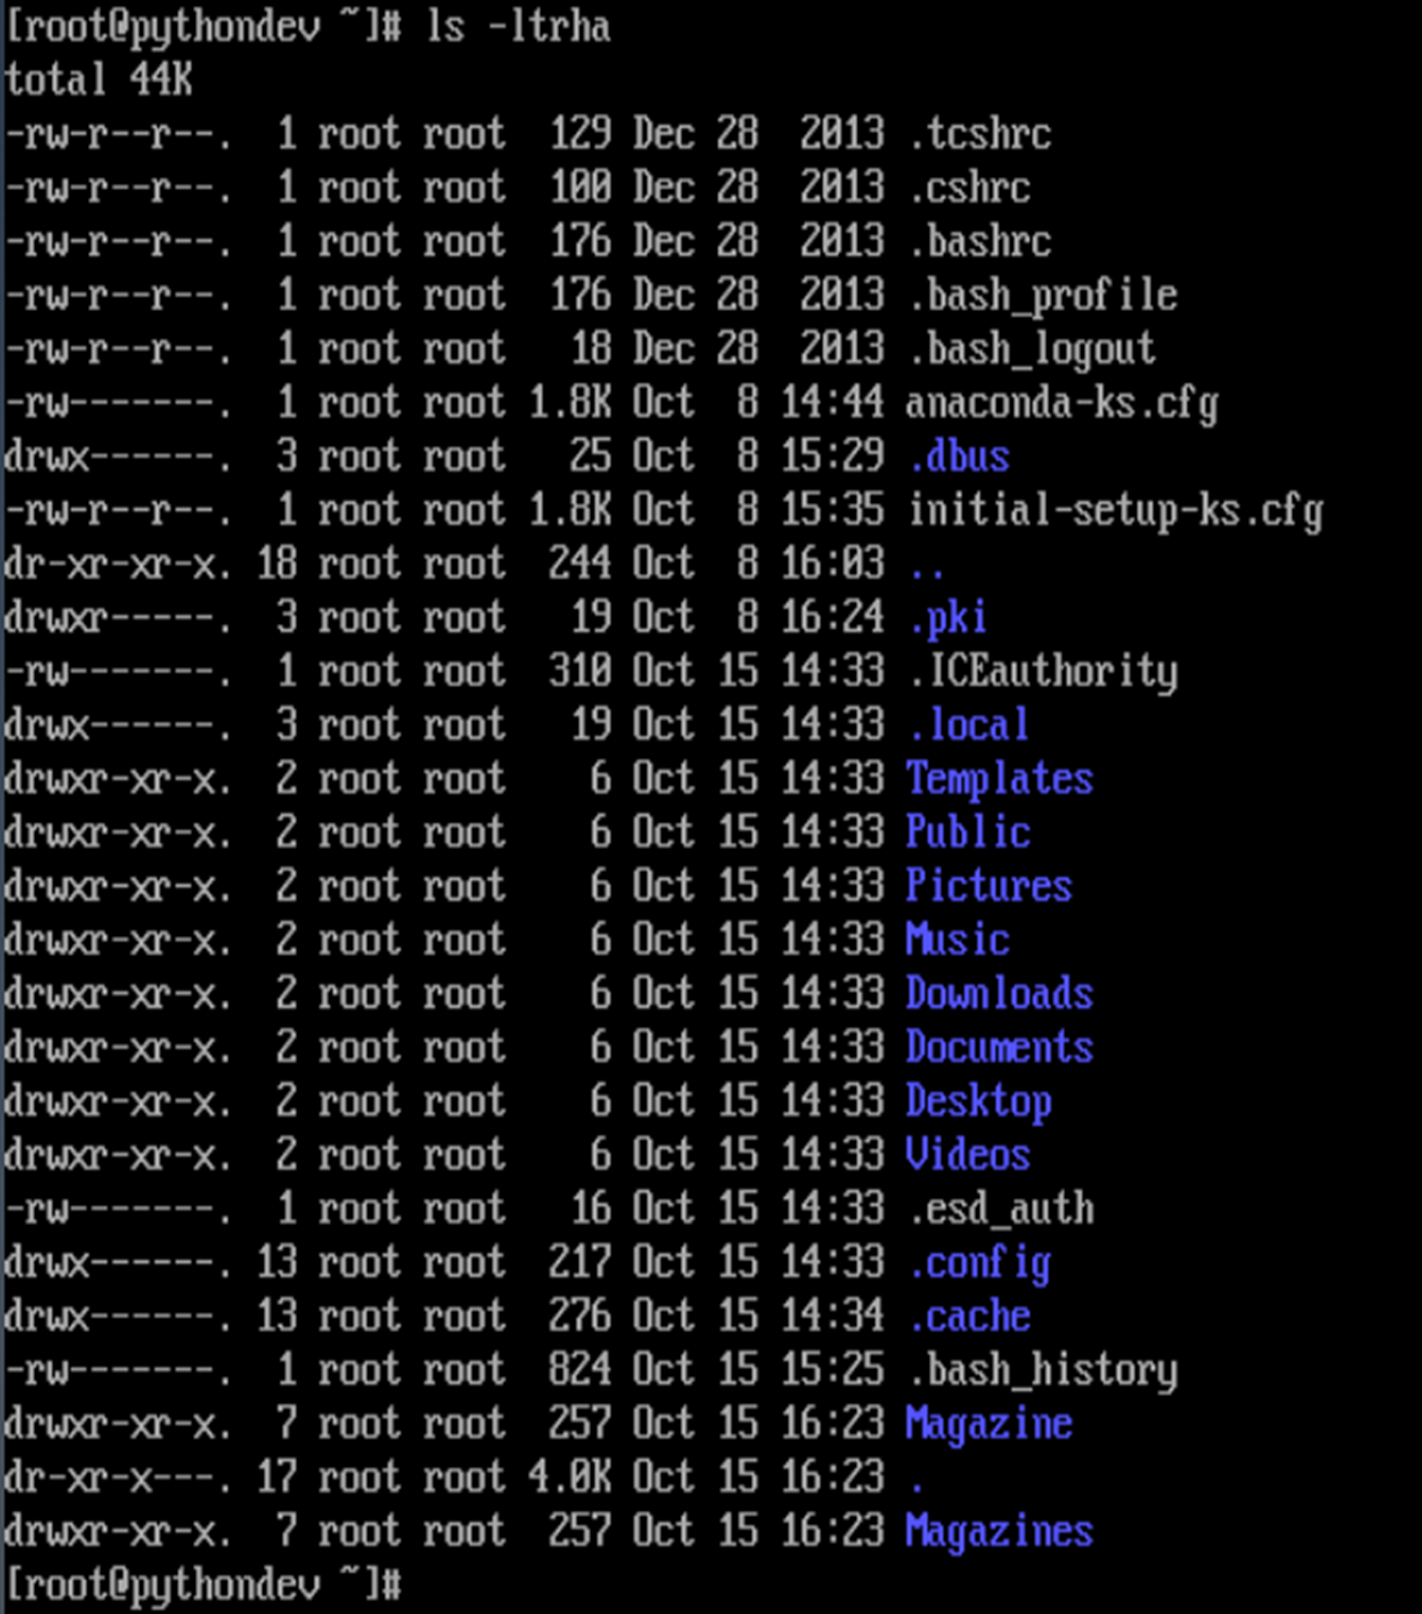 [root@pythondev ~]# ls -ltrha
total 44K
-rw-r--r--.  1 root root  129 Dec 28  2013 .tcshrc
-rw-r--r--.  1 root root  100 Dec 28  2013 .cshrc
-rw-r--r--.  1 root root  176 Dec 28  2013 .bashrc
-rw-r--r--.  1 root root  176 Dec 28  2013 .bash_profile
-rw-r--r--.  1 root root   18 Dec 28  2013 .bash_logout
-rw-------.  1 root root 1.8K Oct  8 14:44 anaconda-ks.cfg
drwx------.  3 root root   25 Oct  8 15:29 .dbus
-rw-r--r--.  1 root root 1.8K Oct  8 15:35 initial-setup-ks.cfg
dr-xr-xr-x. 18 root root  244 Oct  8 16:03 ..
drwxr-----.  3 root root   19 Oct  8 16:24 .pki
-rw-------.  1 root root  310 Oct 15 14:33 .ICEauthority
drwx------.  3 root root   19 Oct 15 14:33 .local
drwxr-xr-x.  2 root root    6 Oct 15 14:33 Templates
drwxr-xr-x.  2 root root    6 Oct 15 14:33 Public
drwxr-xr-x.  2 root root    6 Oct 15 14:33 Pictures
drwxr-xr-x.  2 root root    6 Oct 15 14:33 Music
drwxr-xr-x.  2 root root    6 Oct 15 14:33 Downloads
drwxr-xr-x.  2 root root    6 Oct 15 14:33 Documents
drwxr-xr-x.  2 root root    6 Oct 15 14:33 Desktop
drwxr-xr-x.  2 root root    6 Oct 15 14:33 Videos
-rw-------.  1 root root   16 Oct 15 14:33 .esd_auth
drwx------. 13 root root  217 Oct 15 14:33 .config
drwx------. 13 root root  276 Oct 15 14:34 .cache
-rw-------.  1 root root  824 Oct 15 15:25 .bash_history
drwxr-xr-x.  7 root root  257 Oct 15 16:23 Magazine
dr-xr-x---. 17 root root 4.0K Oct 15 16:23 .
drwxr-xr-x.  7 root root  257 Oct 15 16:23 Magazines
[root@pythondev ~]#